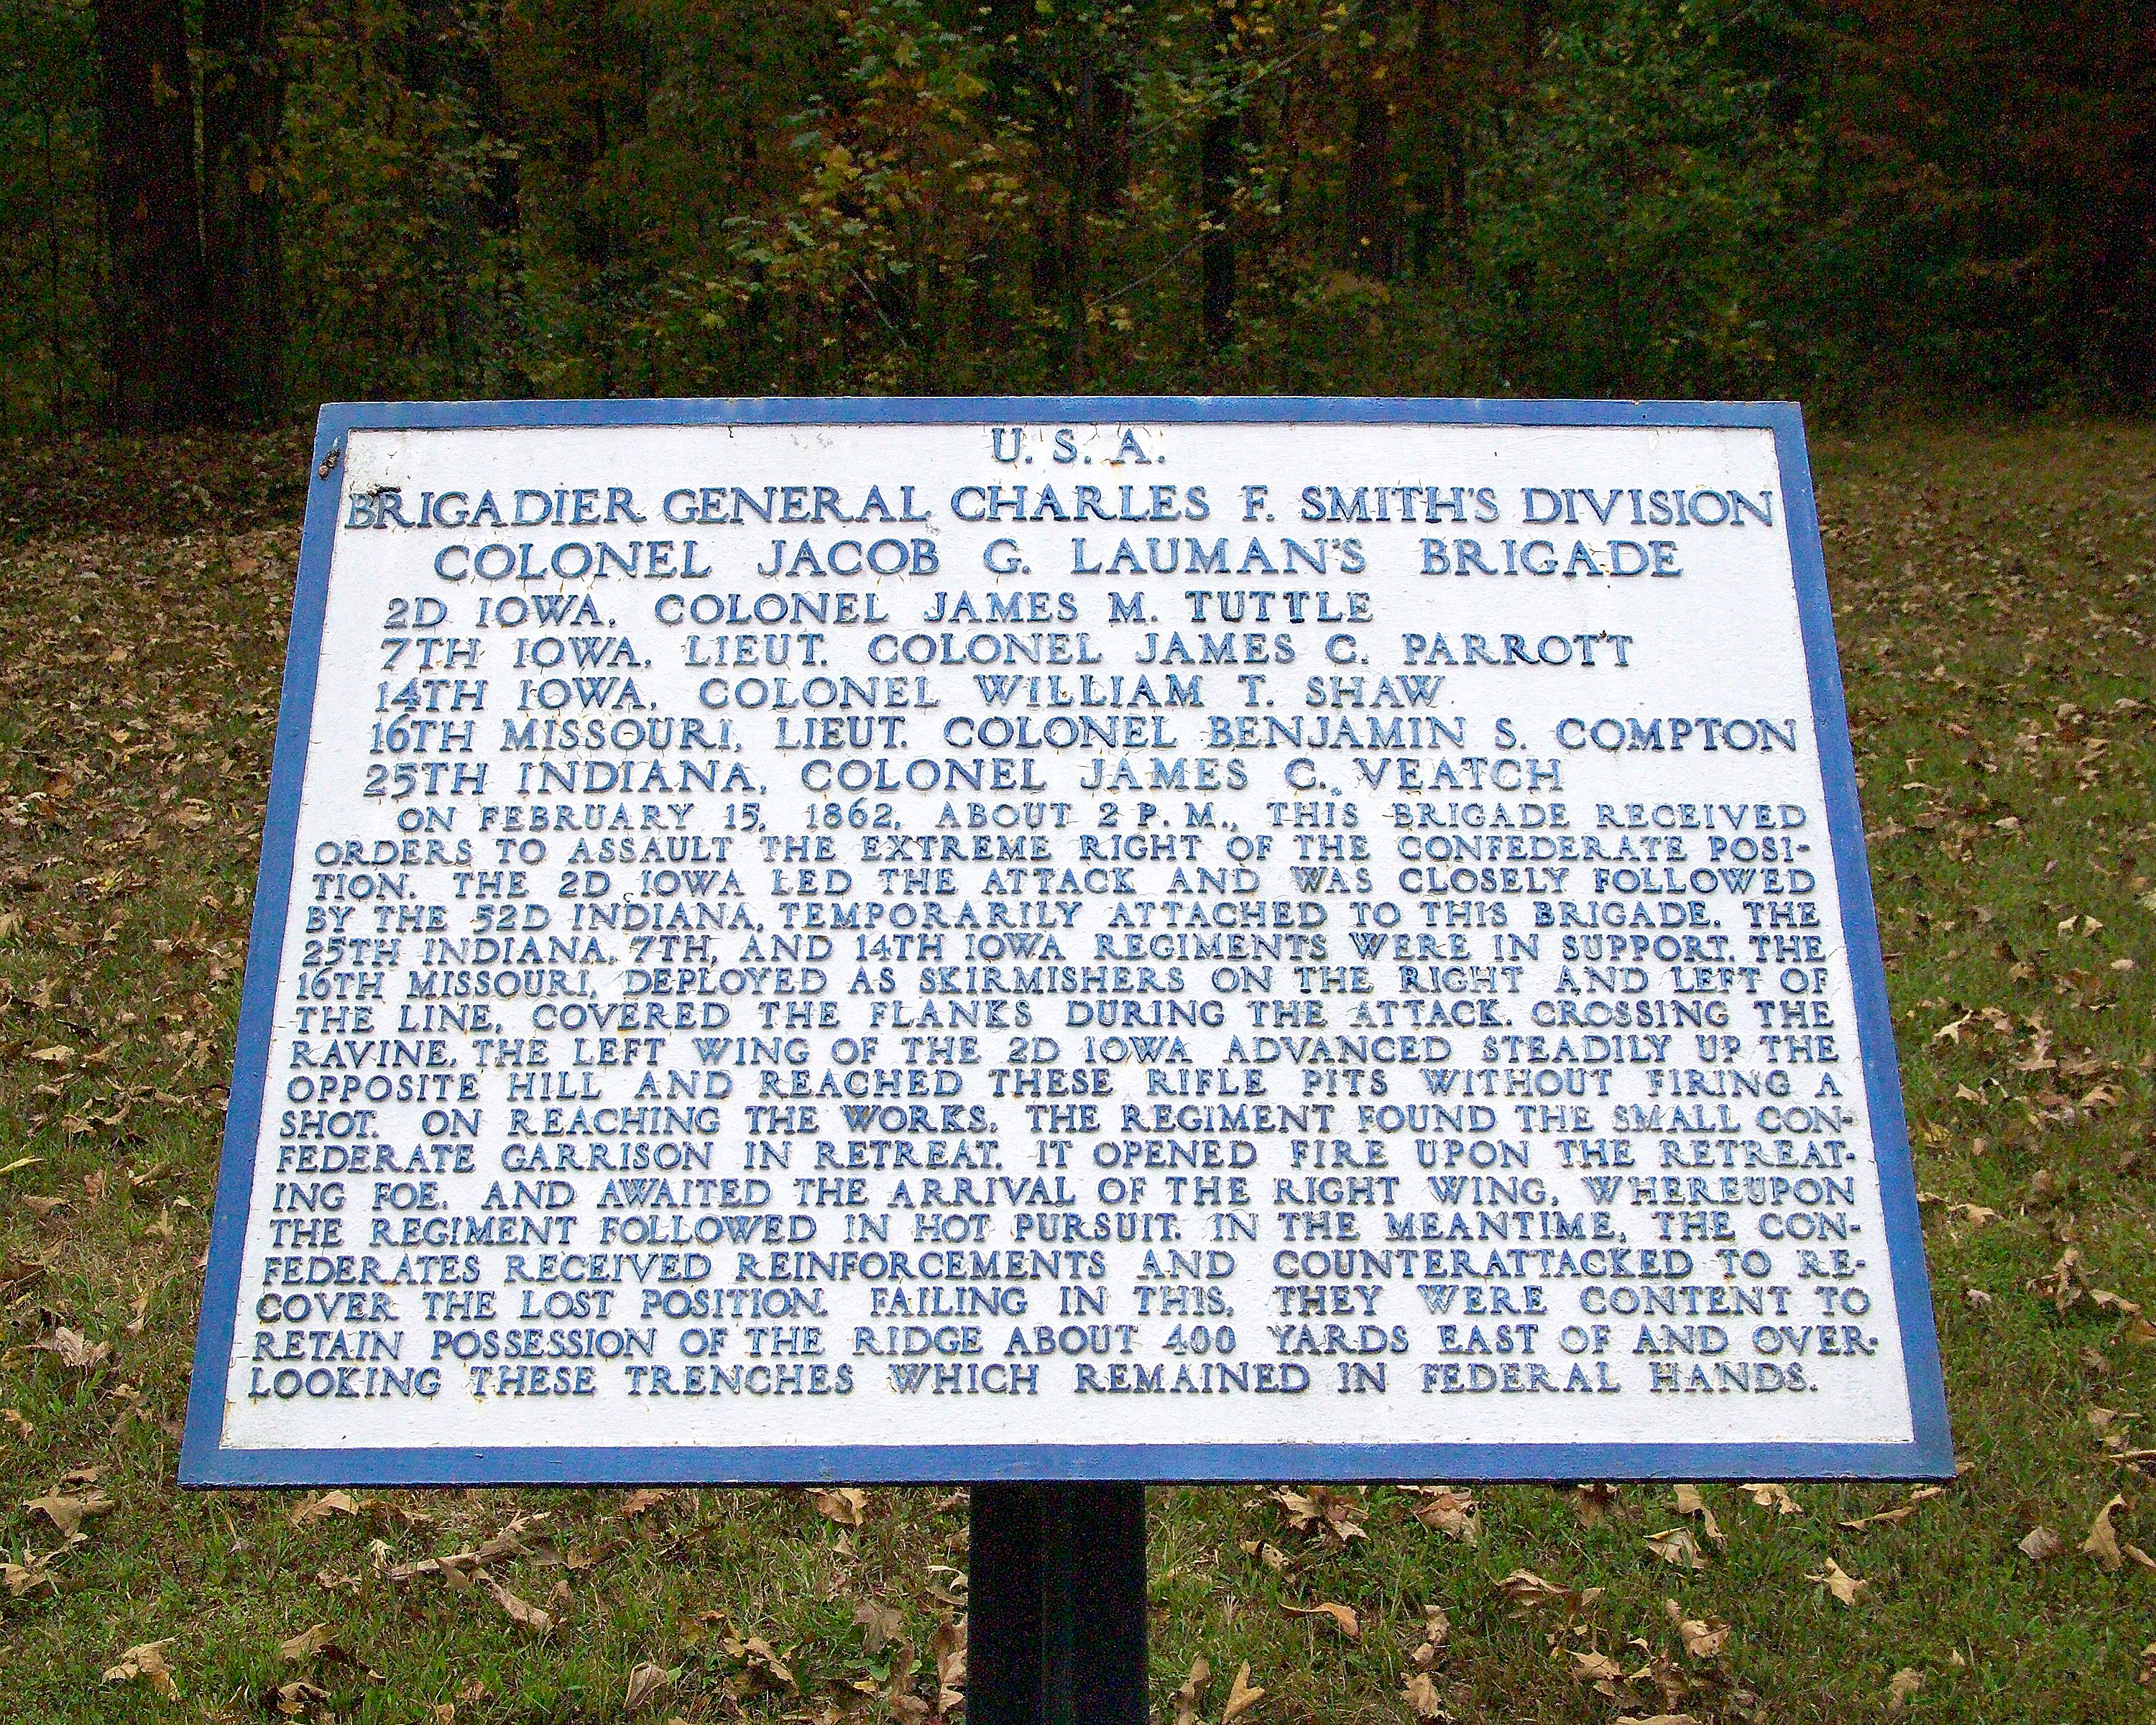 U. S. A.
BRIGADIER GENERAL CHARLES F. SMITH'S DIVISION
COLONEL JACOB G. LAUMAN'S BRIGADE
2D IOWA, COLONEL JAMES M. TUTTLE
7TH IOWA, LIEUT. COLONEL JAMES C. PARROTT
14TH IOWA, COLONEL WILLIAM T. SHAW
16TH MISSOURI, LIEUT. COLONEL BENJAMIN S. COMPTON
25TH INDIANA, COLONEL JAMES C. VEATCH
ON FEBRUARY 15, 1862, ABOUT 2 P. M., THIS BRIGADE RECEIVED
ORDERS TO ASSAULT THE EXTREME RIGHT OF THE CONFEDERATE POSI-
TION. THE 2D IOWA LED THE ATTACK AND WAS CLOSELY FOLLOWED
BY THE 52D INDIANA, TEMPORARILY ATTACHED TO THIS BRIGADE. THE
25TH INDIANA, 7TH, AND 14TH IOWA REGIMENTS WERE IN SUPPORT. THE
16TH MISSOURI, DEPLOYED AS SKIRMISHERS ON THE RIGHT AND LEFT OF
THE LINE, COVERED THE FLANKS DURING THE ATTACK. CROSSING THE
RAVINE, THE LEFT WING OF THE 2D IOWA ADVANCED STEADILY UP THE
OPPOSITE HILL AND REACHED THESE RIFLE PITS WITHOUT FIRING A
SHOT. ON REACHING THE WORKS, THE REGIMENT FOUND THE SMALL CON-
FEDERATE GARRISON IN RETREAT. IT OPENED FIRE UPON THE RETREAT-
ING FOE, AND AWAITED THE ARRIVAL OF THE RIGHT WING, WHEREUPON
THE REGIMENT FOLLOWED IN HOT PURSUIT. IN THE MEANTIME, THE CON-
FEDERATES RECEIVED REINFORCEMENTS AND COUNTERATTACKED TO RE-
COVER THE LOST POSITION. FAILING IN THIS, THEY WERE CONTENT TO
RETAIN POSSESSION OF THE RIDGE ABOUT 400 YARDS EAST OF AND OVER-
LOOKING THESE TRENCHES WHICH REMAINED IN FEDERAL HANDS.